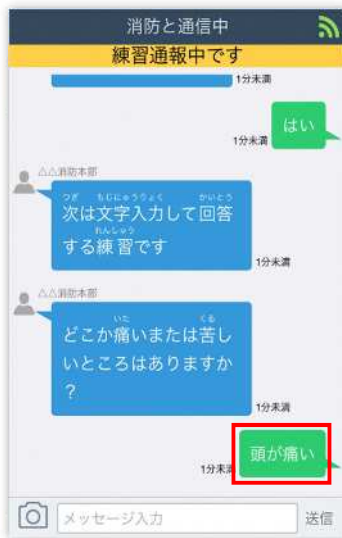 消防と通信中
練習通報中です
1分未満
はい
1分未満
△△消防本部
つぎ もじにゅうりょく かいとう
次は文字入力して回答
れんしゅう
する練習です
1分未満
△△消防本部
どこか痛いまたは苦し
いた くる
いところはありますか
？
1分未満
頭が痛い
1分未満
メッセージ入力
送信